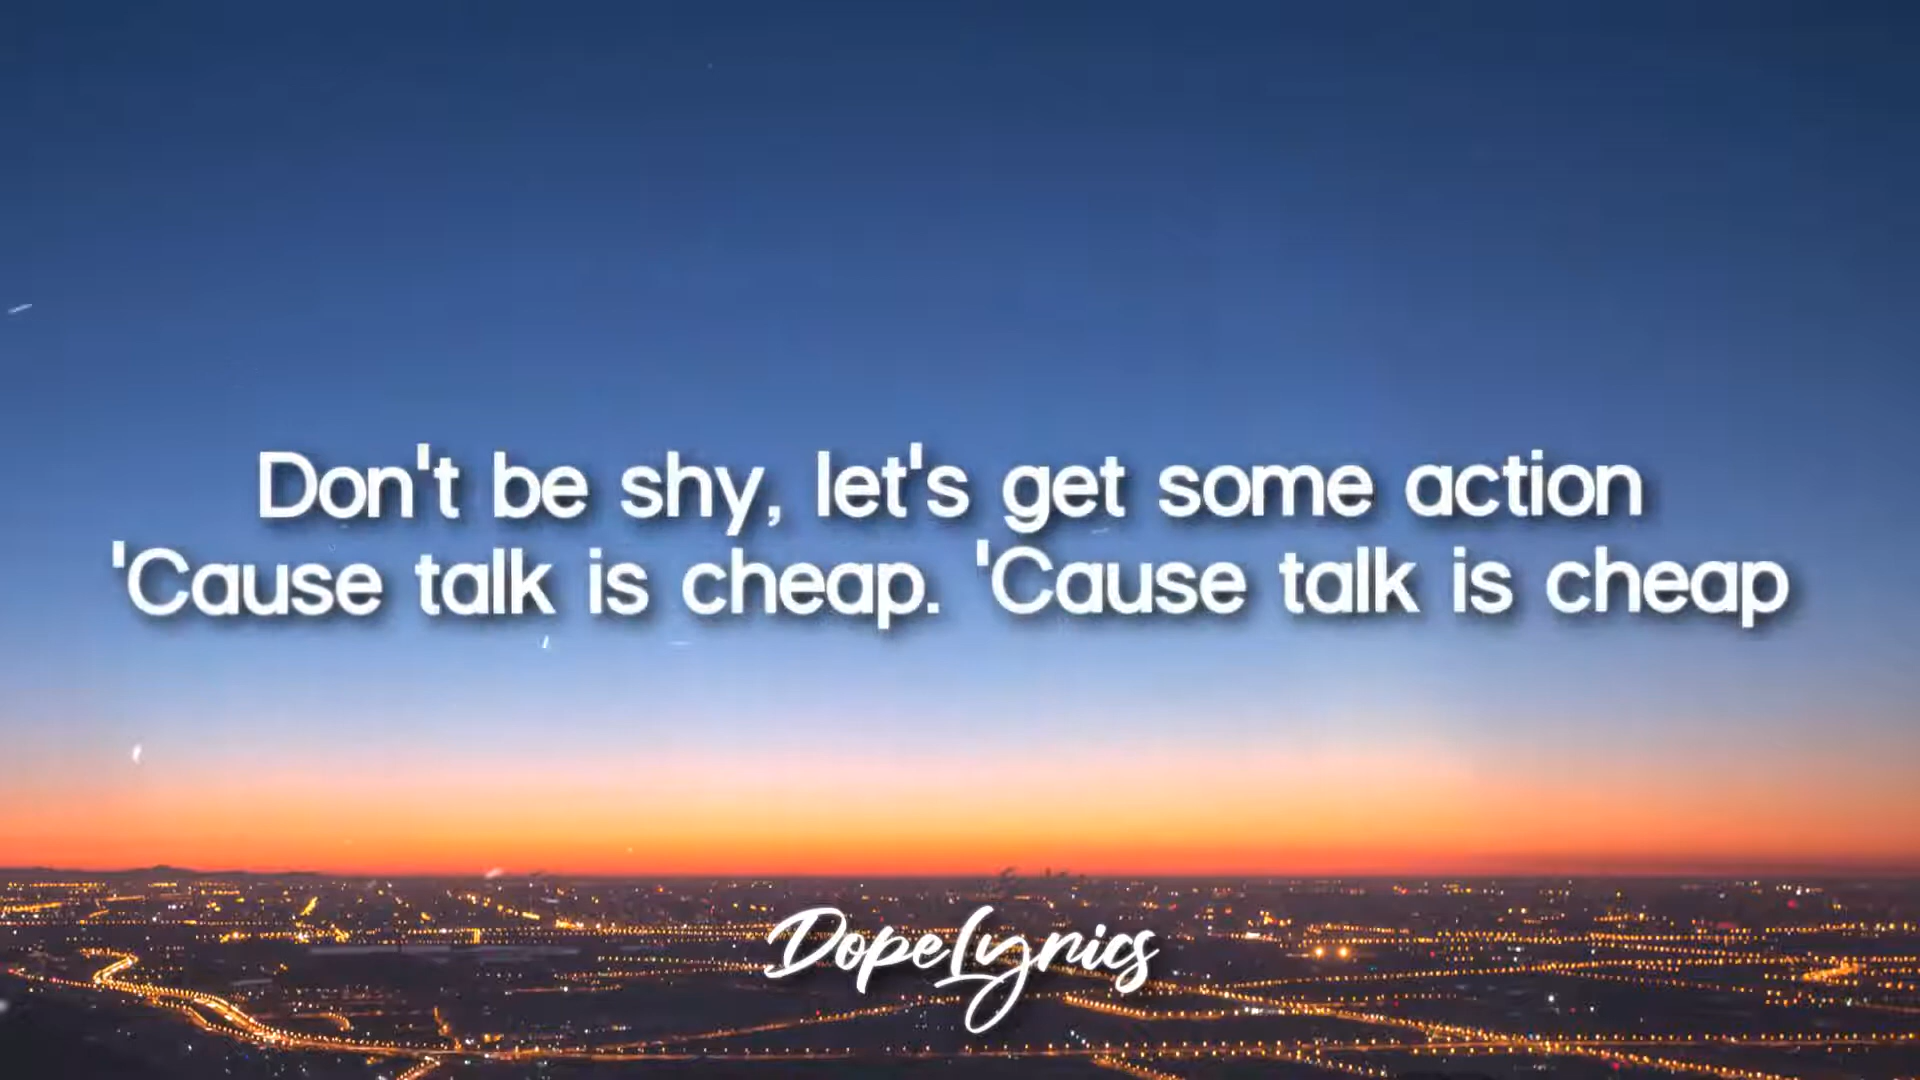 Don't be shy, let's get some action
'Cause talk is cheap. 'Cause talk is cheap
DopeLyrics